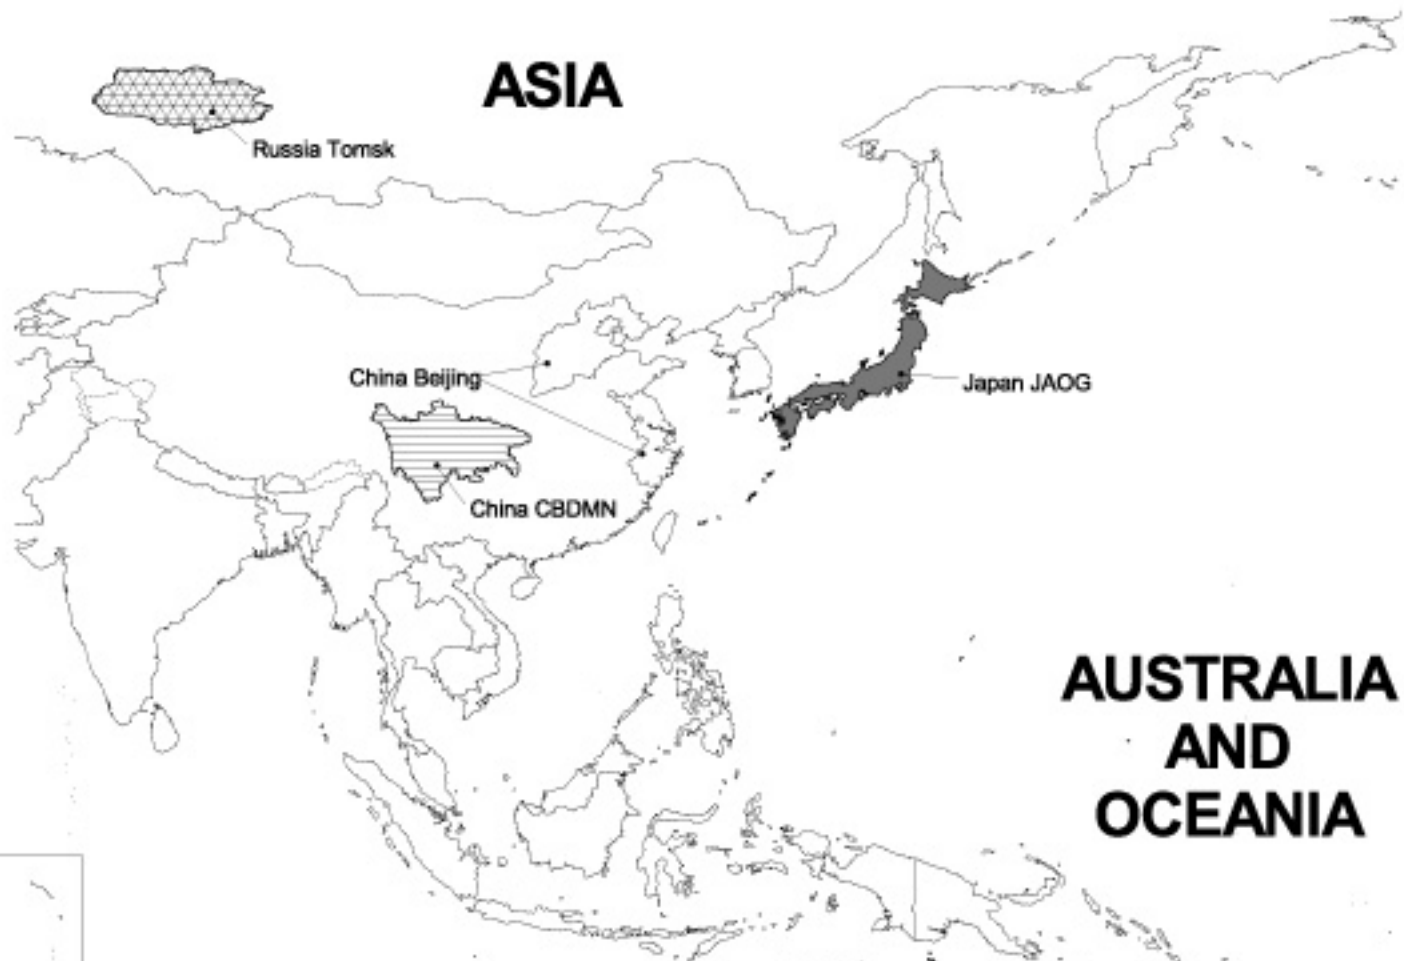 ASIA
Russia Tomsk
China Beijing
Japan JAOG
China CBDMN
AUSTRALIA
AND
OCEANIA